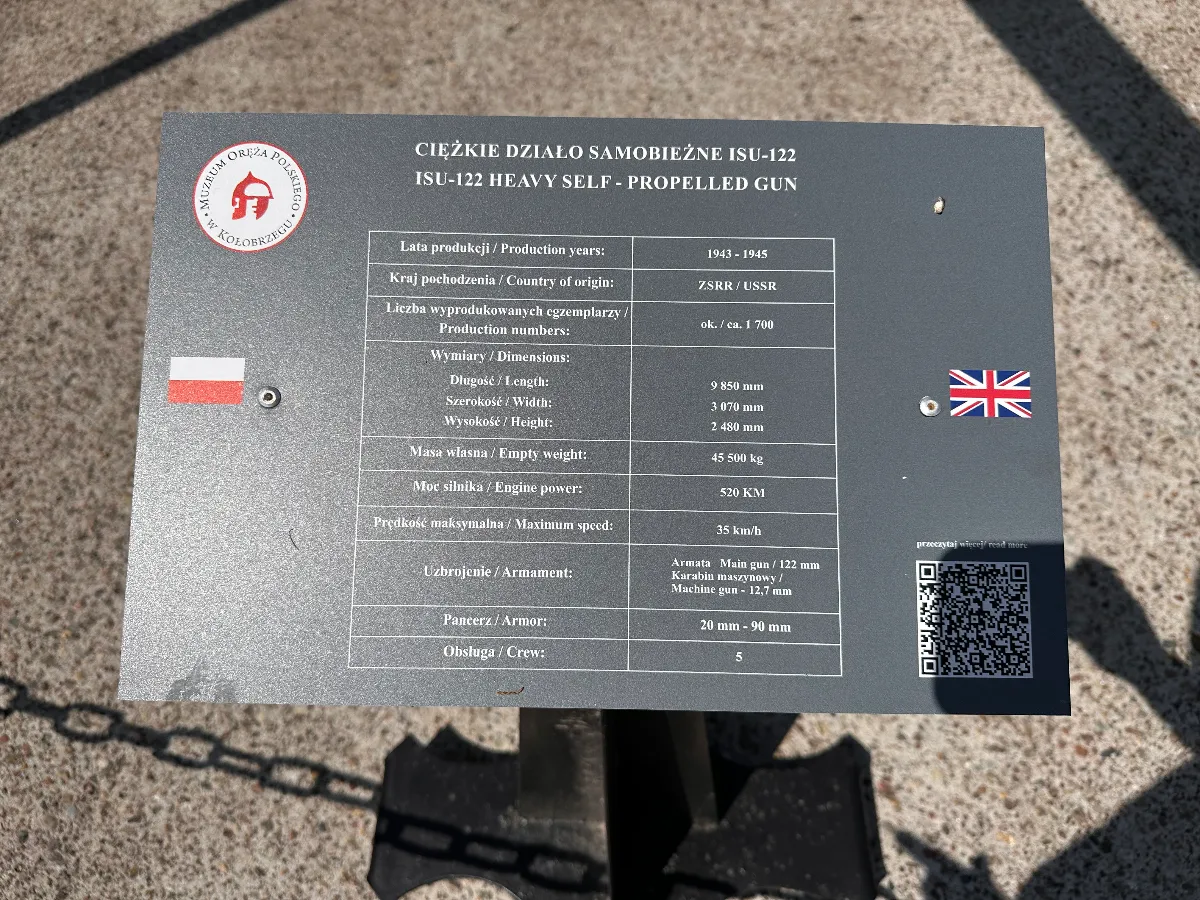 MUZEUM ORĘŻA POLSKIEGO
W KOŁOBRZEGU
CIĘŻKIE DZIAŁO SAMOBIEŻNE ISU-122
ISU-122 HEAVY SELF - PROPELLED GUN
Lata produkcji / Production years: 1943 - 1945
Kraj pochodzenia / Country of origin: ZSRR / USSR
Liczba wyprodukowanych egzemplarzy /
Production numbers: ok. / ca. 1 700
Wymiary / Dimensions:
Długość / Length: 9 850 mm
Szerokość / Width: 3 070 mm
Wysokość / Height: 2 480 mm
Masa własna / Empty weight: 45 500 kg
Moc silnika / Engine power: 520 KM
Prędkość maksymalna / Maximum speed: 35 km/h
Uzbrojenie / Armament:
Armata Main gun / 122 mm
Karabin maszynowy /
Machine gun - 12,7 mm
Pancerz / Armor: 20 mm - 90 mm
Obsługa / Crew: 5
przeczytaj więcej/ read more